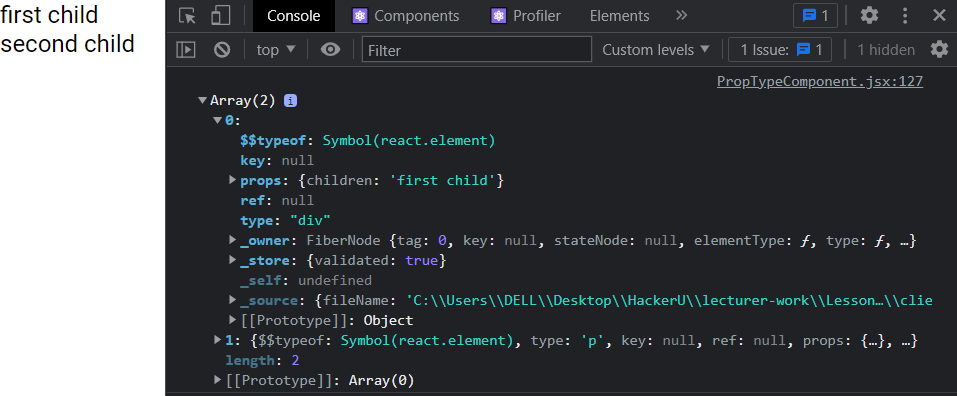 first child
second child
Console Components Profiler Elements » 1
top Filter Custom levels 1 Issue: 1 1 hidden
PropTypeComponent.jsx:127
Array(2) i
0:
$$typeof: Symbol(react.element)
key: null
props: {children: 'first child'}
ref: null
type: "div"
_owner: FiberNode {tag: 0, key: null, stateNode: null, elementType: ƒ, type: ƒ, …}
_store: {validated: true}
_self: undefined
_source: {fileName: 'C:\\Users\\DELL\\Desktop\\HackerU\\lecturer-work\\Lesson…\\clie
[[Prototype]]: Object
1: {$$typeof: Symbol(react.element), type: 'p', key: null, ref: null, props: {…}, …}
length: 2
[[Prototype]]: Array(0)